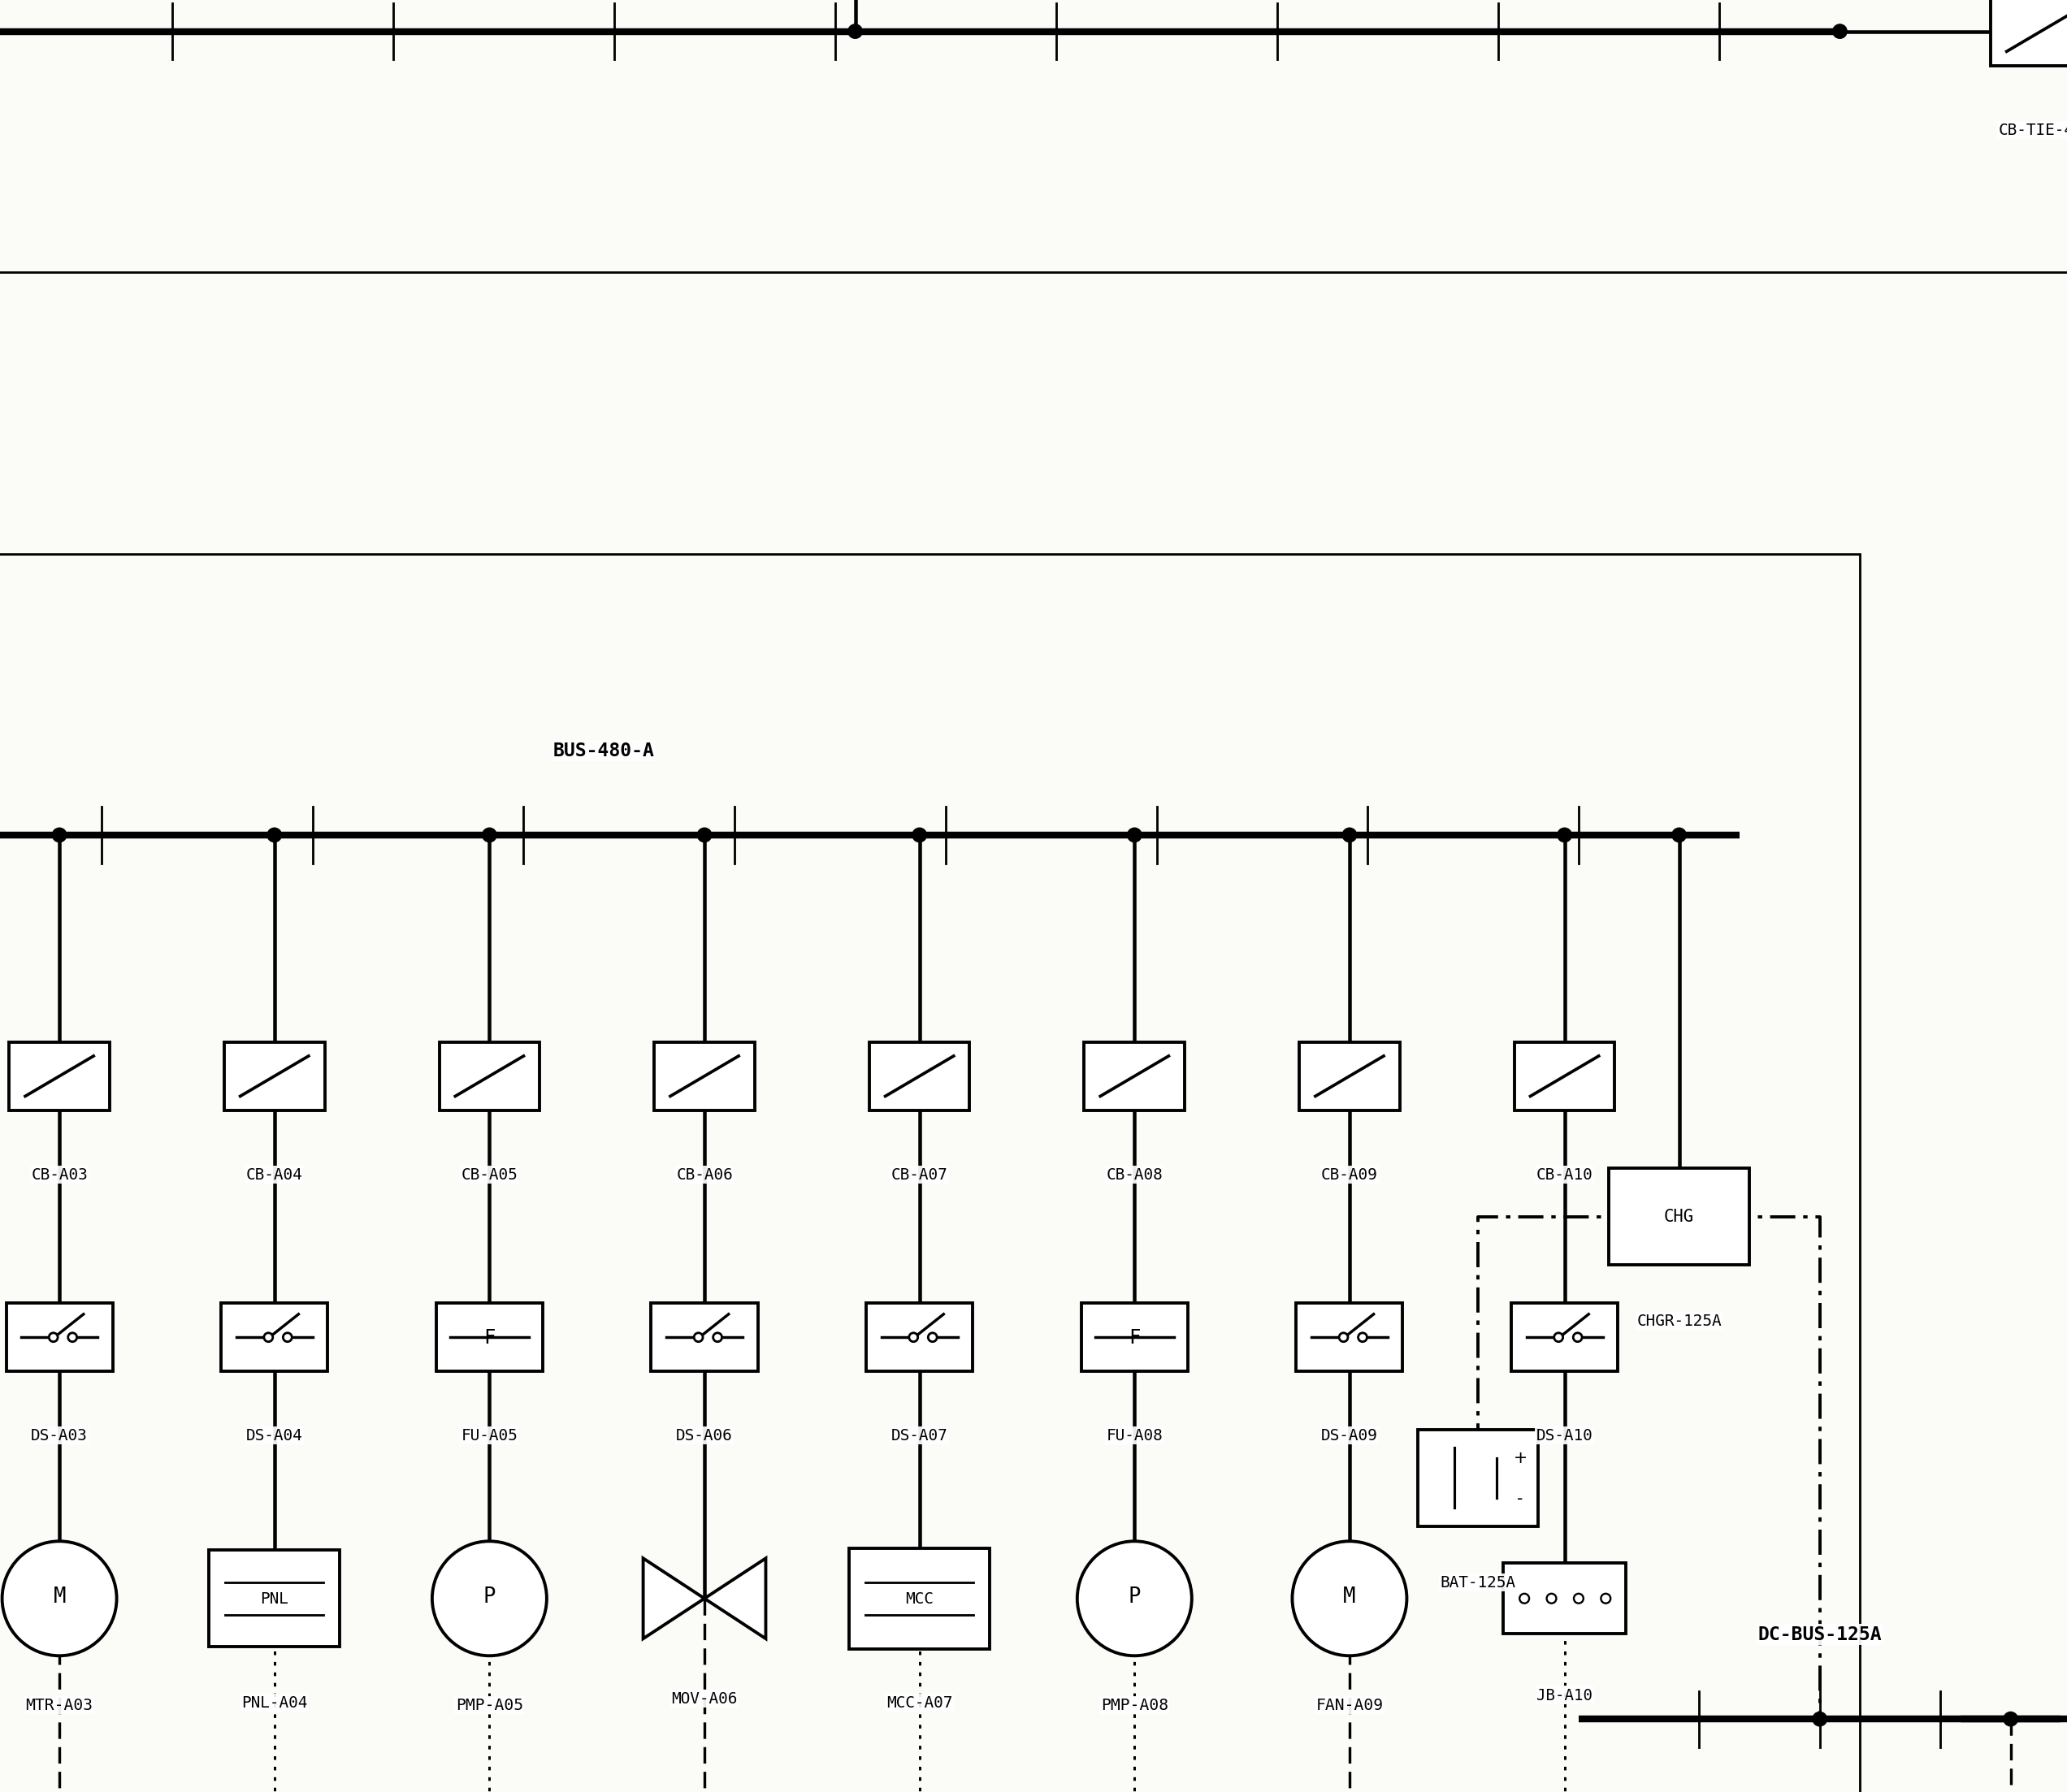 CB-TIE-4
BUS-480-A
CB-A03 CB-A04 CB-A05 CB-A06 CB-A07 CB-A08 CB-A09 CB-A10
CHG
CHGR-125A
F F
DS-A03 DS-A04 FU-A05 DS-A06 DS-A07 FU-A08 DS-A09 DS-A10
+
-
BAT-125A
M PNL P MCC P M
DC-BUS-125A
MTR-A03 PNL-A04 PMP-A05 MOV-A06 MCC-A07 PMP-A08 FAN-A09 JB-A10